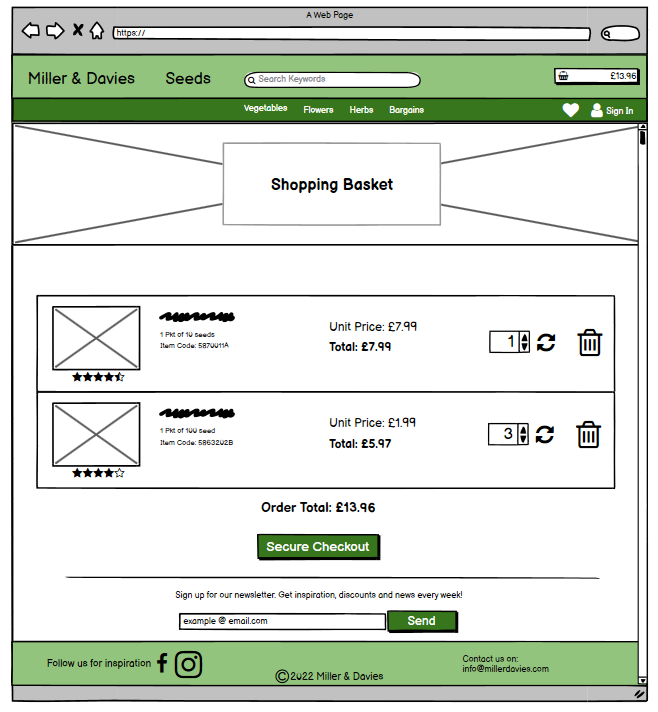 A Web Page
https://
Miller & Davies Seeds
Search Keywords
£13.96
Vegetables Flowers Herbs Bargains
Sign In
Shopping Basket
1 Pkt of 10 seeds
Item Code: 5870011A
Unit Price: £7.99
Total: £7.99
1
1 Pkt of 100 seed
Item Code: 5863202B
Unit Price: £1.99
Total: £5.97
3
Order Total: £13.96
Secure Checkout
Sign up for our newsletter. Get inspiration, discounts and news every week!
example @ email.com
Send
Follow us for inspiration
©2022 Miller & Davies
Contact us on:
info@millerdavies.com